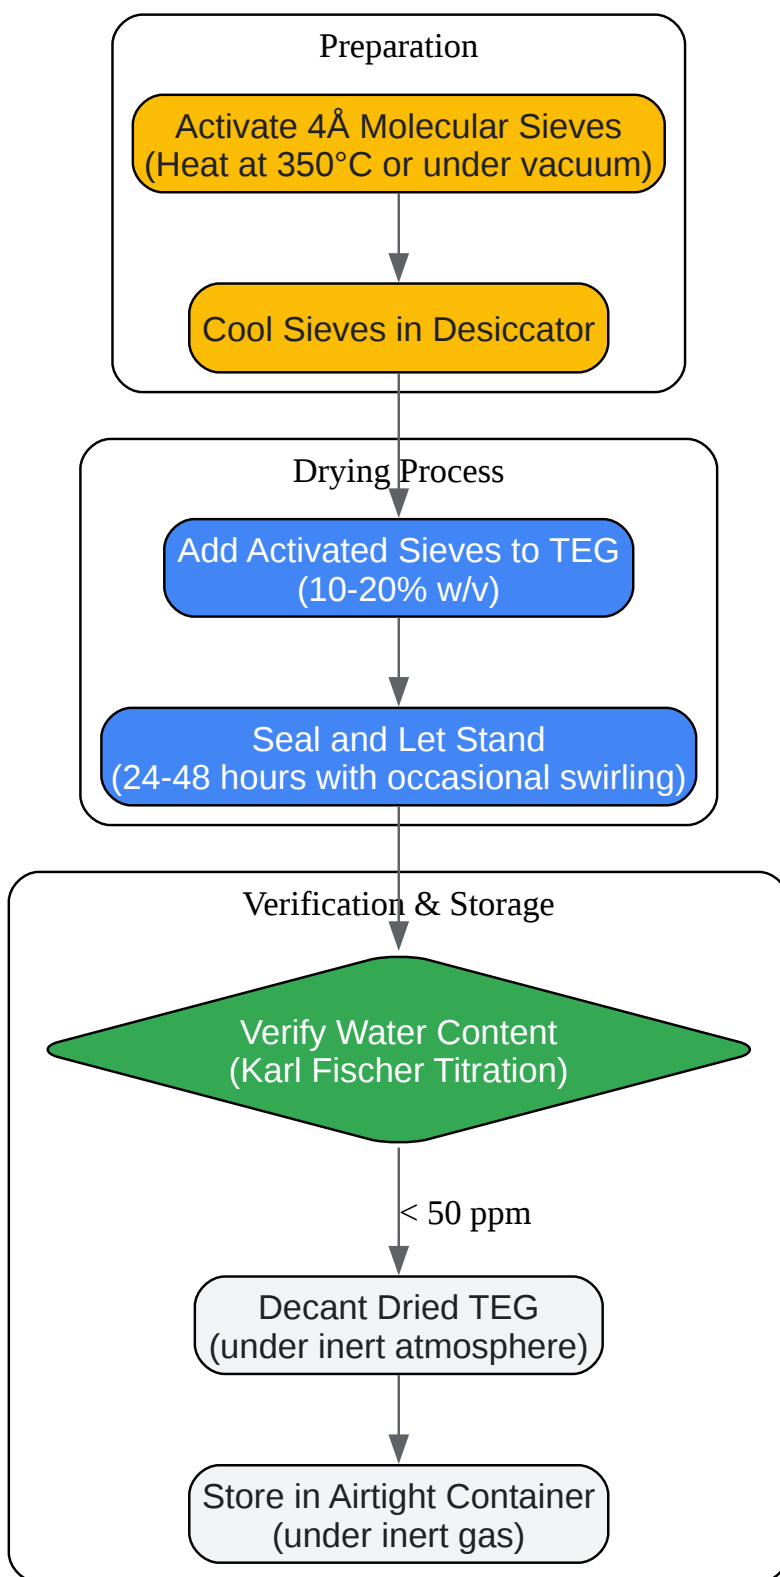 Preparation
Activate 4Å Molecular Sieves
(Heat at 350°C or under vacuum)
Cool Sieves in Desiccator
Drying Process
Add Activated Sieves to TEG
(10-20% w/v)
Seal and Let Stand
(24-48 hours with occasional swirling)
Verification & Storage
Verify Water Content
(Karl Fischer Titration)
< 50 ppm
Decant Dried TEG
(under inert atmosphere)
Store in Airtight Container
(under inert gas)